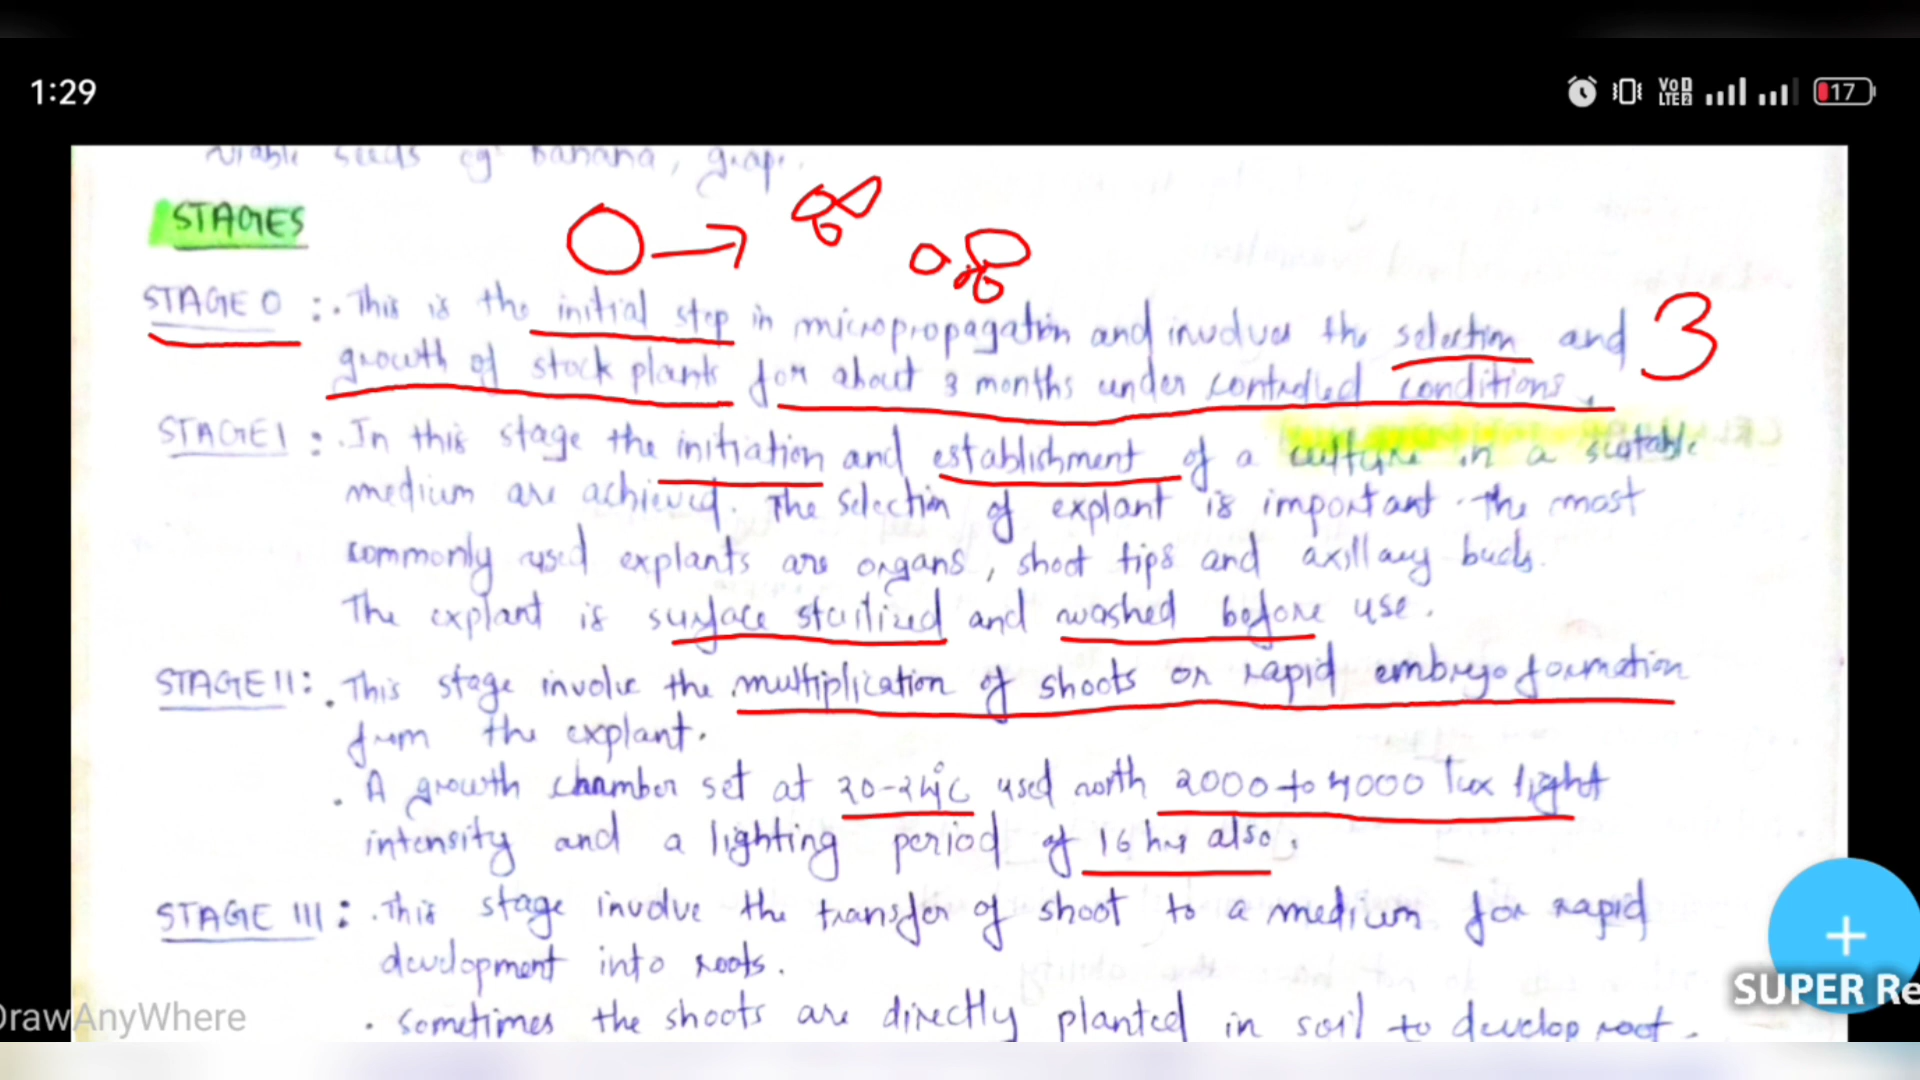 1:29
VoD LTE2
17
viable seeds eg: banana, grape.
STAGES
3
STAGE 0 : . This is the initial step in micropropagation and involves the selection and
growth of stock plants for about 3 months under controlled conditions.
STAGE I : . In this stage the initiation and establishment of a culture in a suitable
medium are achieved. The selection of explant is important. The most
commonly used explants are organs, shoot tips and axillary buds.
The explant is surface sterilized and washed before use.
STAGE II : . This stage involve the multiplication of shoots or rapid embryo formation
from the explant.
. A growth chamber set at 20-24°C used with 2000 to 4000 lux light
intensity and a lighting period of 16 hrs also.
STAGE III : . This stage involve the transfer of shoot to a medium for rapid
development into roots.
. Sometimes the shoots are directly planted in soil to develop root.
DrawAnyWhere
SUPER Re